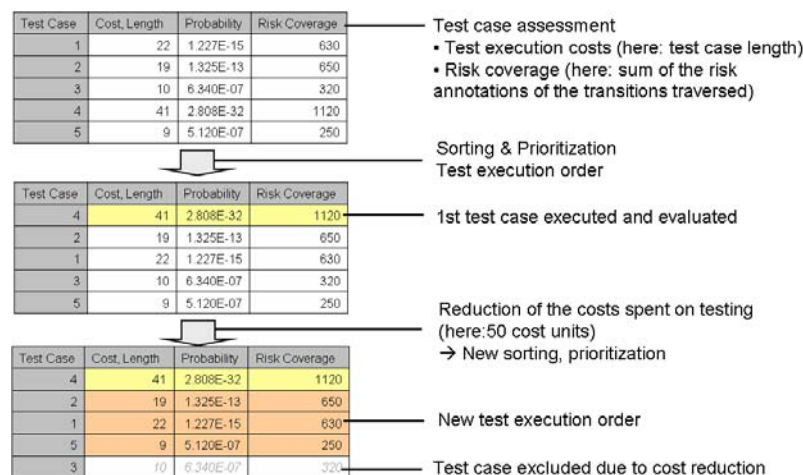 Test Case Cost, Length Probability Risk Coverage
1 22 1.227E-15 630
2 19 1.325E-13 650
3 10 6.340E-07 320
4 41 2.808E-32 1120
5 9 5.120E-07 250
Test case assessment
• Test execution costs (here: test case length)
• Risk coverage (here: sum of the risk
annotations of the transitions traversed)
Sorting & Prioritization
Test execution order
Test Case Cost, Length Probability Risk Coverage
4 41 2.808E-32 1120
2 19 1.325E-13 650
1 22 1.227E-15 630
3 10 6.340E-07 320
5 9 5.120E-07 250
1st test case executed and evaluated
Reduction of the costs spent on testing
(here:50 cost units)
→ New sorting, prioritization
Test Case Cost, Length Probability Risk Coverage
4 41 2.808E-32 1120
2 19 1.325E-13 650
1 22 1.227E-15 630
5 9 5.120E-07 250
3 10 6.340E-07 320
New test execution order
Test case excluded due to cost reduction